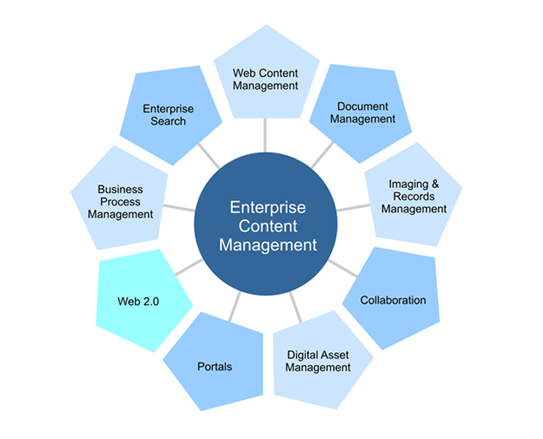 Web Content
Management
Enterprise
Search
Document
Management
Business
Process
Management
Imaging &
Records
Management
Enterprise
Content
Management
Web 2.0
Collaboration
Portals
Digital Asset
Management